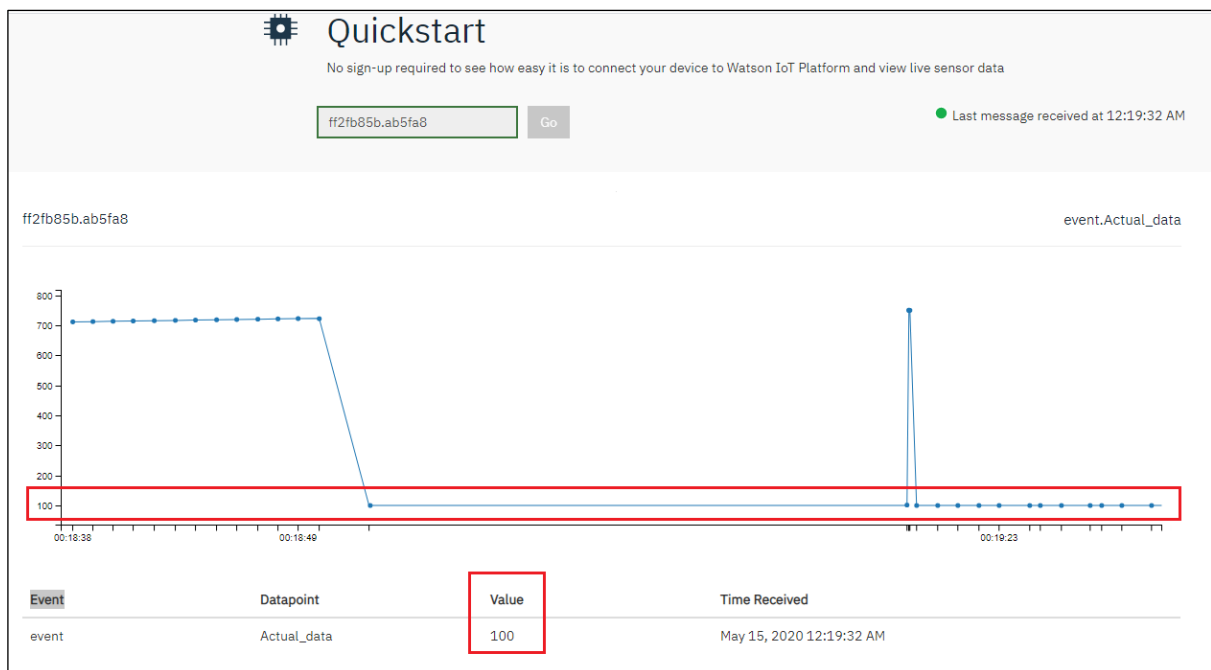 Quickstart
No sign-up required to see how easy it is to connect your device to Watson IoT Platform and view live sensor data
ff2fb85b.ab5fa8 Go Last message received at 12:19:32 AM
ff2fb85b.ab5fa8 event.Actual_data
800
700
600
500
400
300
200
100
00:18:38 00:18:49 00:19:23
Event Datapoint Value Time Received
event Actual_data 100 May 15, 2020 12:19:32 AM